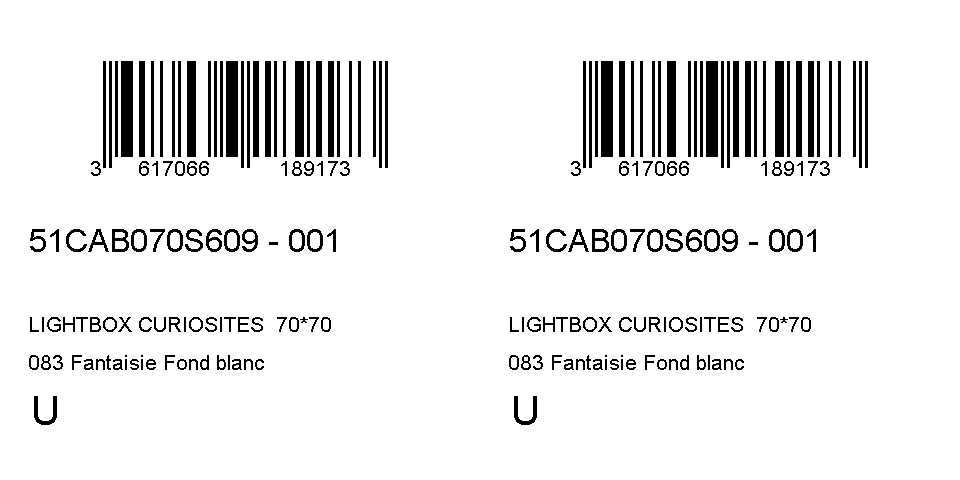 3 617066 189173 3 617066 189173
51CAB070S609 - 001 51CAB070S609 - 001
LIGHTBOX CURIOSITES 70*70 LIGHTBOX CURIOSITES 70*70
083 Fantaisie Fond blanc 083 Fantaisie Fond blanc
U U